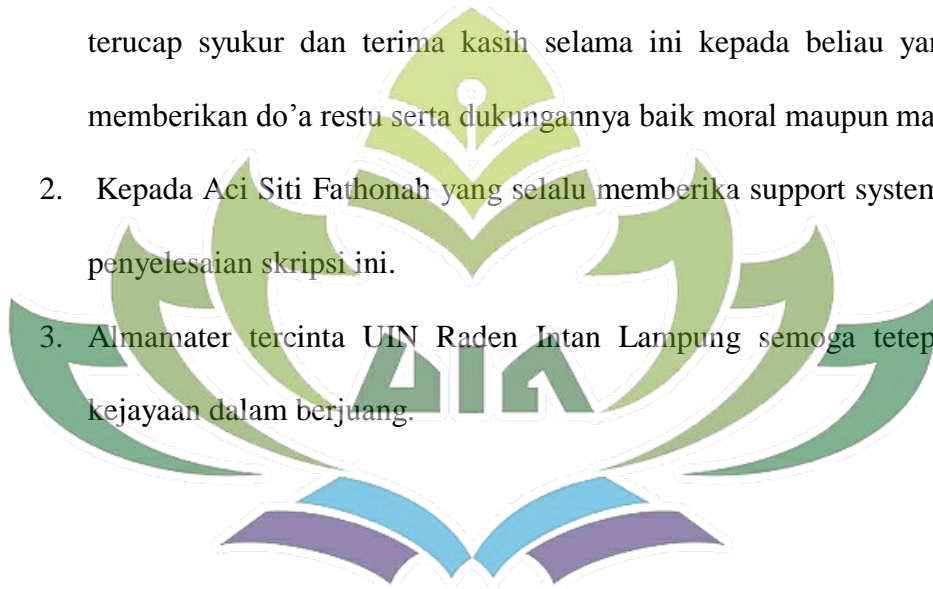 terucap syukur dan terima kasih selama ini kepada beliau yan
memberikan do’a restu serta dukungannya baik moral maupun ma
2. Kepada Aci Siti Fathonah yang selalu memberika support system
penyelesaian skripsi ini.
3. Almamater tercinta UIN Raden Intan Lampung semoga tetep
kejayaan dalam berjuang.